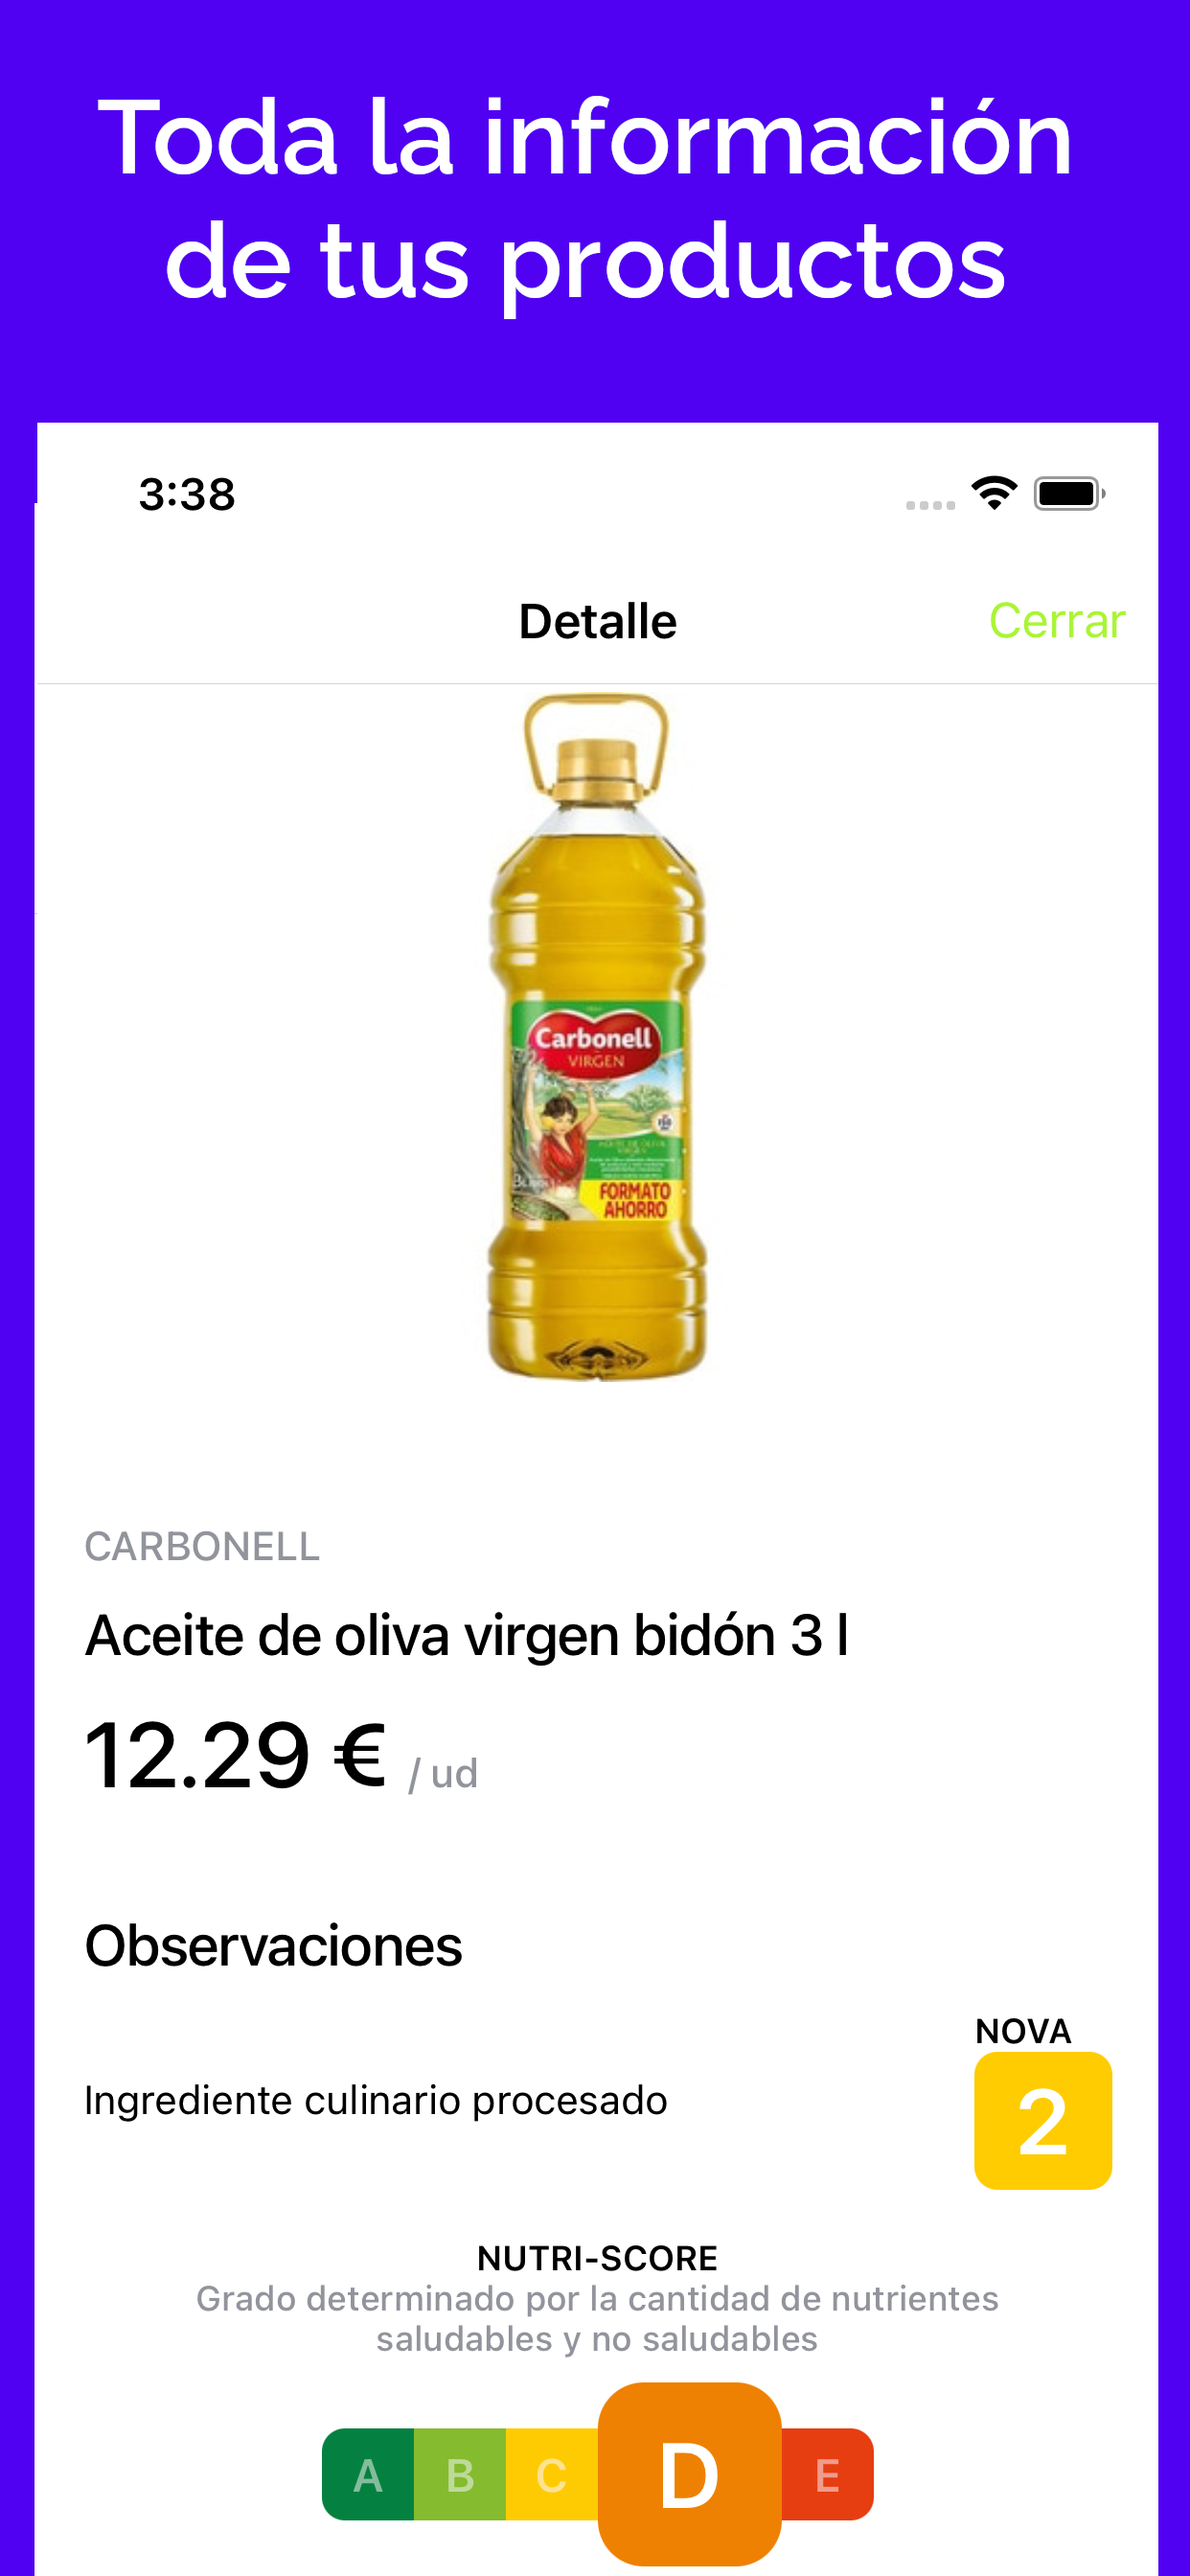 Toda la información
de tus productos
3:38
Detalle
Cerrar
Carbonell
VIRGEN
FORMATO
AHORRO
CARBONELL
Aceite de oliva virgen bidón 3 l
12.29 € / ud
Observaciones
NOVA
Ingrediente culinario procesado
2
NUTRI-SCORE
Grado determinado por la cantidad de nutrientes
saludables y no saludables
A B C D E